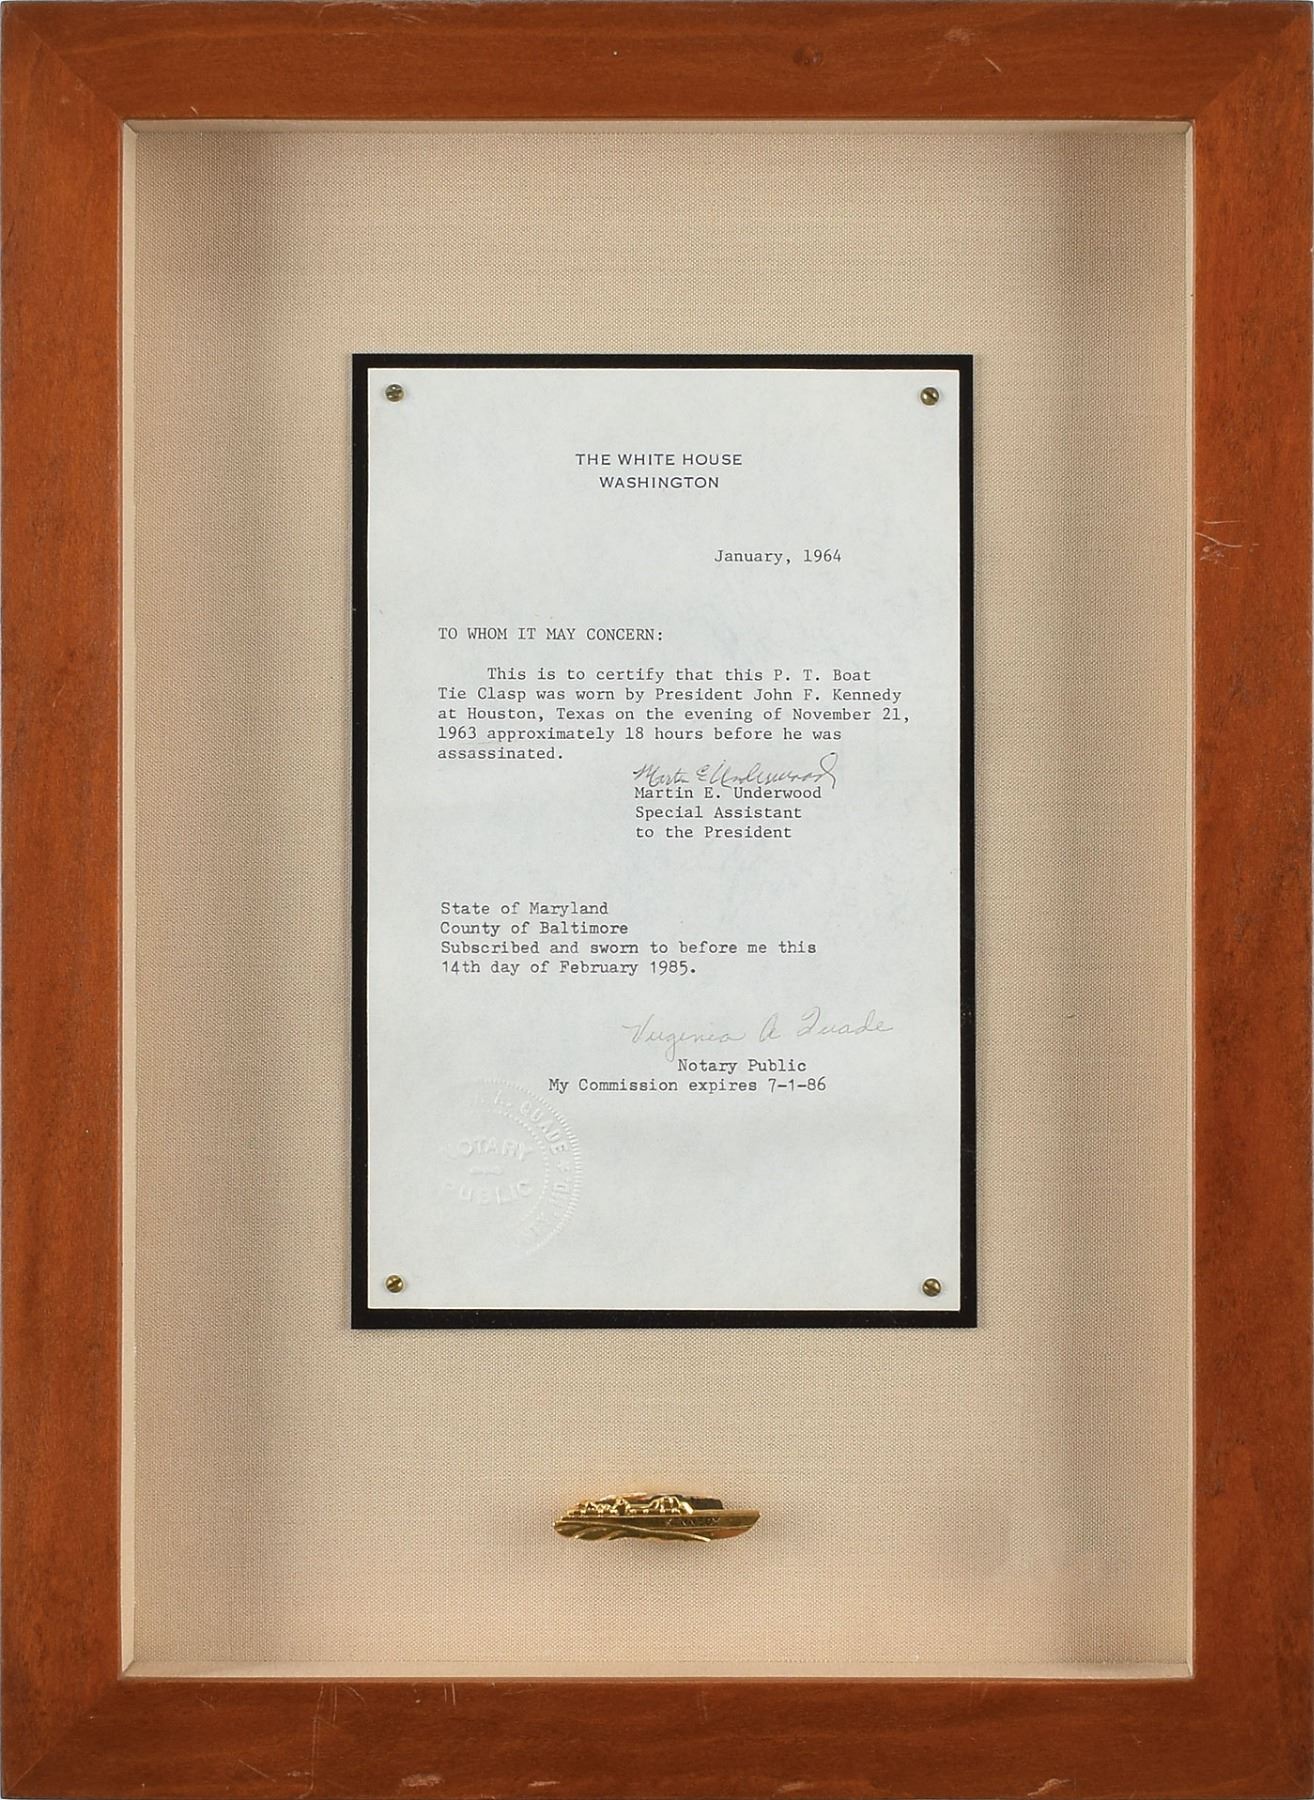 THE WHITE HOUSE
WASHINGTON
January, 1964
TO WHOM IT MAY CONCERN:
This is to certify that this P. T. Boat
Tie Clasp was worn by President John F. Kennedy
at Houston, Texas on the evening of November 21,
1963 approximately 18 hours before he was
assassinated.
Martin E Underwood
Martin E. Underwood
Special Assistant
to the President
State of Maryland
County of Baltimore
Subscribed and sworn to before me this
14th day of February 1985.
Virginia A Quade
Notary Public
My Commission expires 7-1-86
A. QUADE
NOTARY
PUBLIC